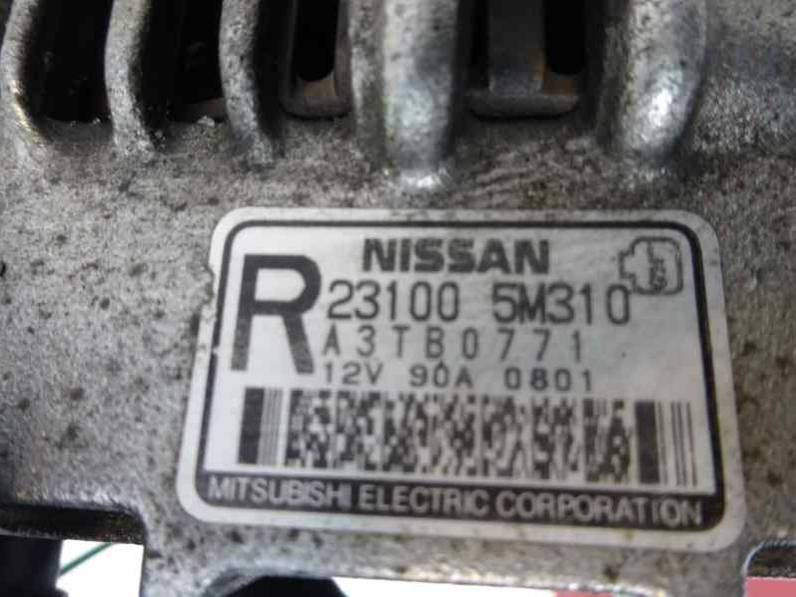 NISSAN
R
23100 5M310
A3TB0771
12V 90A 0801
MITSUBISHI ELECTRIC CORPORATION